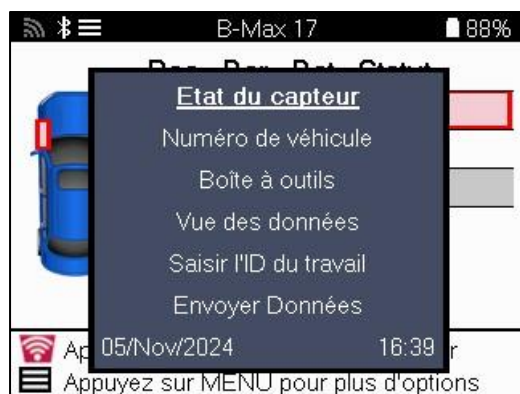 B-Max 17 88%
Statut
Etat du capteur
Numéro de véhicule
Boîte à outils
Vue des données
Saisir l'ID du travail
Envoyer Données
05/Nov/2024 16:39
Appuyez sur MENU pour plus d'options